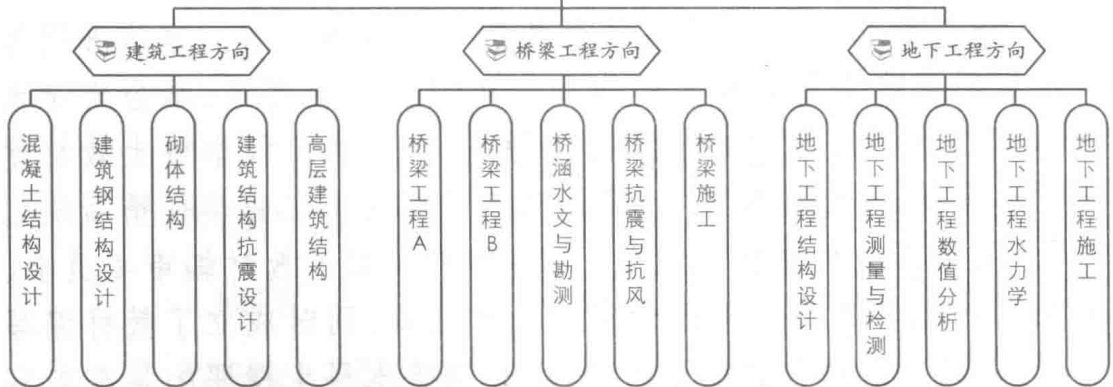 建筑工程方向
桥梁工程方向
地下工程方向
混凝土结构设计
建筑钢结构设计
砌体结构
建筑结构抗震设计
高层建筑结构
桥梁工程A
桥梁工程B
桥涵水文与勘测
桥梁抗震与抗风
桥梁施工
地下工程结构设计
地下工程测量与检测
地下工程数值分析
地下工程水力学
地下工程施工